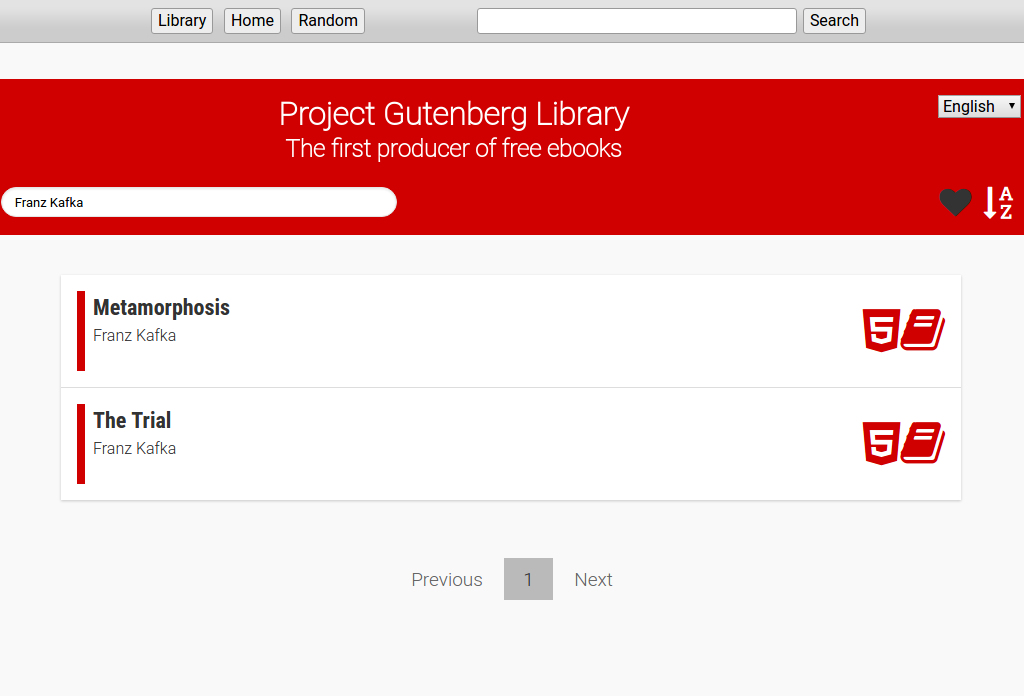 Library Home Random Search
Project Gutenberg Library
English
The first producer of free ebooks
Franz Kafka
A
Z
Metamorphosis
Franz Kafka
5
The Trial
Franz Kafka
5
Previous 1 Next